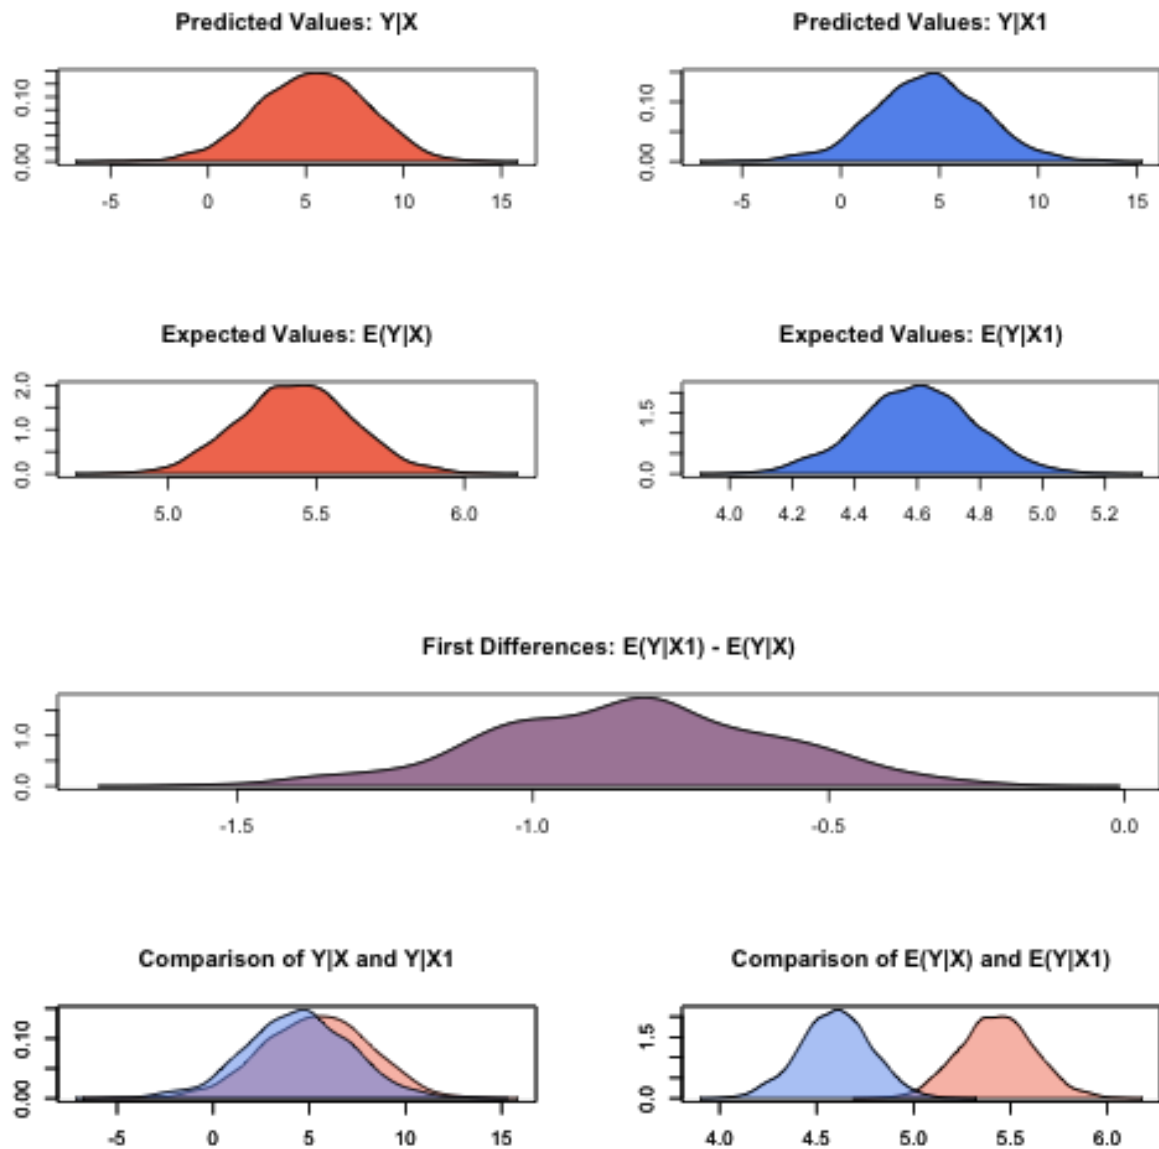 Predicted Values: Y|X
Predicted Values: Y|X1
0.10
0.00
-5 0 5 10 15
0.10
0.00
-5 0 5 10 15
Expected Values: E(Y|X)
Expected Values: E(Y|X1)
2.0
1.0
0.0
5.0 5.5 6.0
1.5
0.0
4.0 4.2 4.4 4.6 4.8 5.0 5.2
First Differences: E(Y|X1) - E(Y|X)
1.0
0.0
-1.5 -1.0 -0.5 0.0
Comparison of Y|X and Y|X1
Comparison of E(Y|X) and E(Y|X1)
0.10
0.00
-5 0 5 10 15
1.5
0.0
4.0 4.5 5.0 5.5 6.0